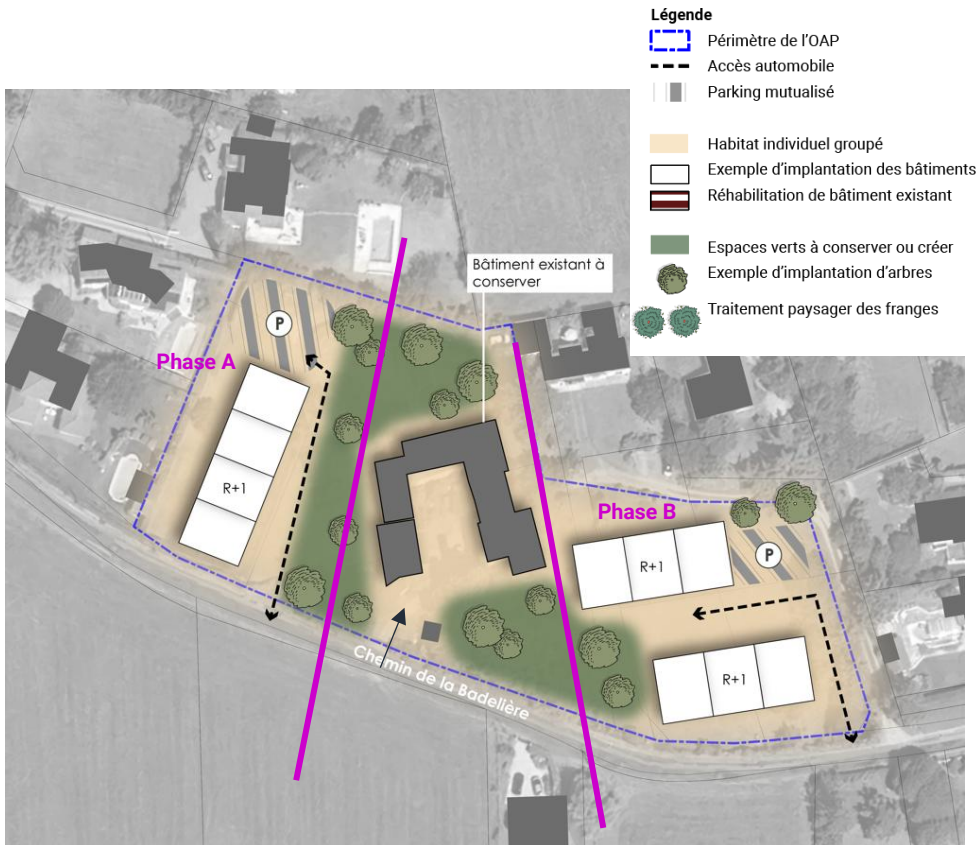 Légende
Périmètre de l'OAP
Accès automobile
Parking mutualisé
Habitat individuel groupé
Exemple d'implantation des bâtiments
Réhabilitation de bâtiment existant
Espaces verts à conserver ou créer
Exemple d'implantation d'arbres
Traitement paysager des franges
Bâtiment existant à
conserver
P
Phase A
R+1
Phase B
P
R+1
R+1
Chemin de la Badellère